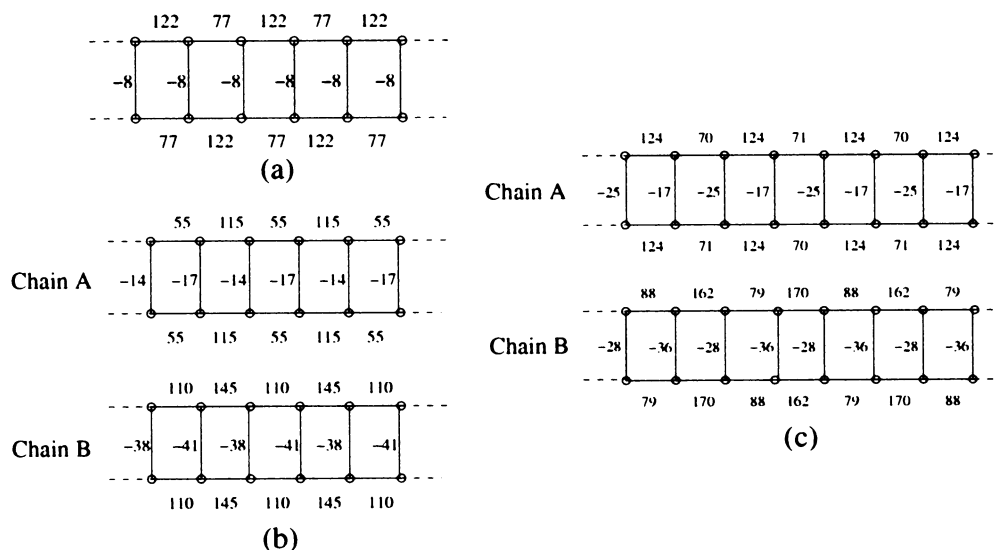 122 77 122 77 122
-8 -8 -8 -8 -8 -8
77 122 77 122 77
(a)
55 115 55 115 55
Chain A -14 -17 -14 -17 -14 -17
55 115 55 115 55
110 145 110 145 110
Chain B -38 -41 -38 -41 -38 -41
110 145 110 145 110
(b)
124 70 124 71 124 70 124
Chain A -25 -17 -25 -17 -25 -17 -25 -17
124 71 124 70 124 71 124
88 162 79 170 88 162 79
Chain B -28 -36 -28 -36 -28 -36 -28 -36
79 170 88 162 79 170 88
(c)